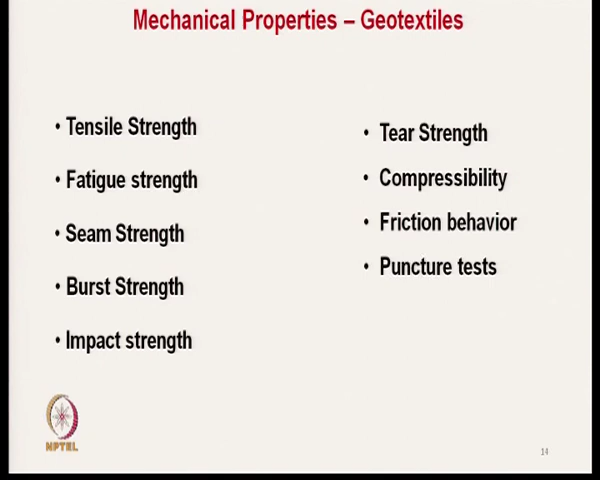 Mechanical Properties – Geotextiles
• Tensile Strength
• Fatigue strength
• Seam Strength
• Burst Strength
• Impact strength
• Tear Strength
• Compressibility
• Friction behavior
• Puncture tests
NPTEL
14